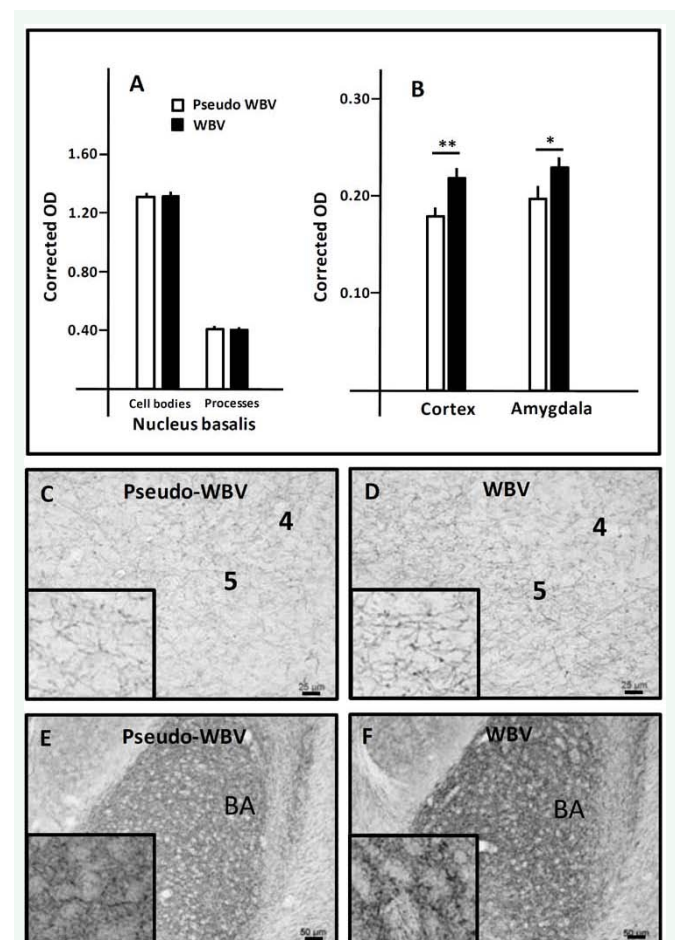 A
Pseudo WBV
WBV
1.60
1.20
0.80
0.40
Corrected OD
Cell bodies Processes
Nucleus basalis
B
0.30
0.20
0.10
Corrected OD
**
*
Cortex Amygdala
C Pseudo-WBV
4
5
25 µm
D WBV
4
5
25 µm
E Pseudo-WBV
BA
50 µm
F WBV
BA
50 µm